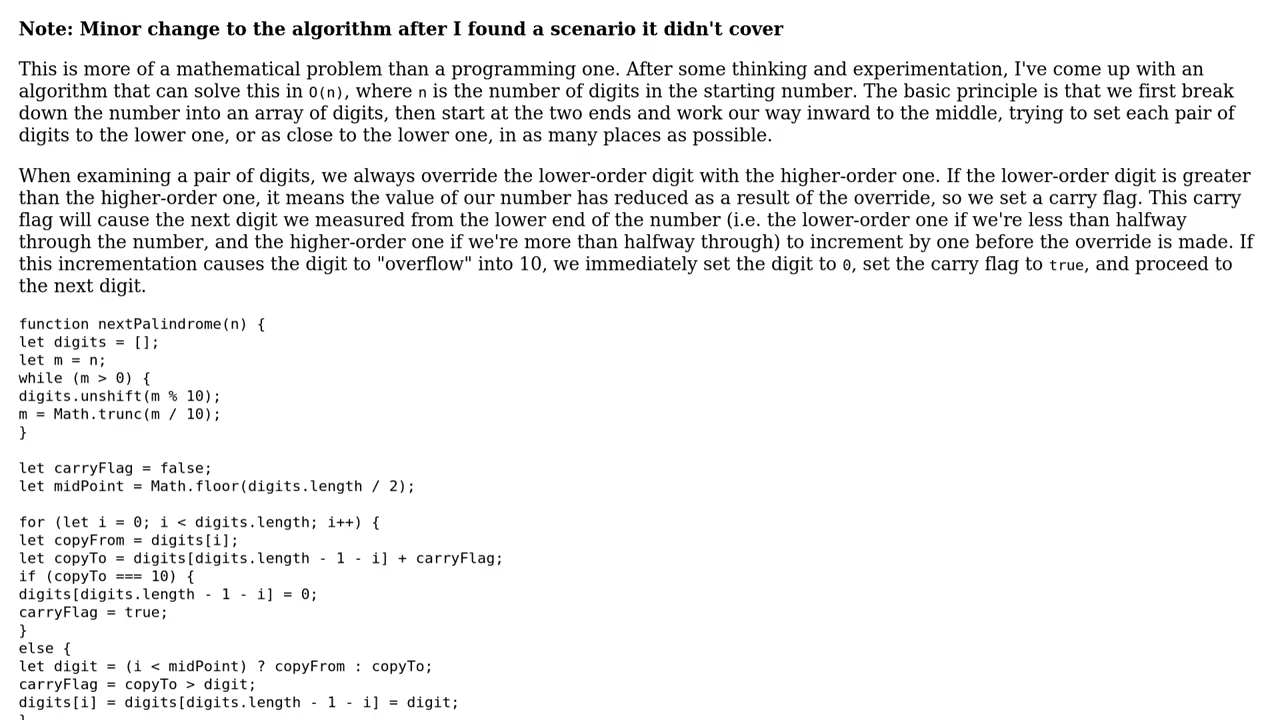 Note: Minor change to the algorithm after I found a scenario it didn't cover
This is more of a mathematical problem than a programming one. After some thinking and experimentation, I've come up with an
algorithm that can solve this in O(n), where n is the number of digits in the starting number. The basic principle is that we first break
down the number into an array of digits, then start at the two ends and work our way inward to the middle, trying to set each pair of
digits to the lower one, or as close to the lower one, in as many places as possible.
When examining a pair of digits, we always override the lower-order digit with the higher-order one. If the lower-order digit is greater
than the higher-order one, it means the value of our number has reduced as a result of the override, so we set a carry flag. This carry
flag will cause the next digit we measured from the lower end of the number (i.e. the lower-order one if we're less than halfway
through the number, and the higher-order one if we're more than halfway through) to increment by one before the override is made. If
this incrementation causes the digit to "overflow" into 10, we immediately set the digit to 0, set the carry flag to true, and proceed to
the next digit.
function nextPalindrome(n) {
let digits = [];
let m = n;
while (m > 0) {
digits.unshift(m % 10);
m = Math.trunc(m / 10);
}
let carryFlag = false;
let midPoint = Math.floor(digits.length / 2);
for (let i = 0; i < digits.length; i++) {
let copyFrom = digits[i];
let copyTo = digits[digits.length - 1 - i] + carryFlag;
if (copyTo === 10) {
digits[digits.length - 1 - i] = 0;
carryFlag = true;
}
else {
let digit = (i < midPoint) ? copyFrom : copyTo;
carryFlag = copyTo > digit;
digits[i] = digits[digits.length - 1 - i] = digit;
}